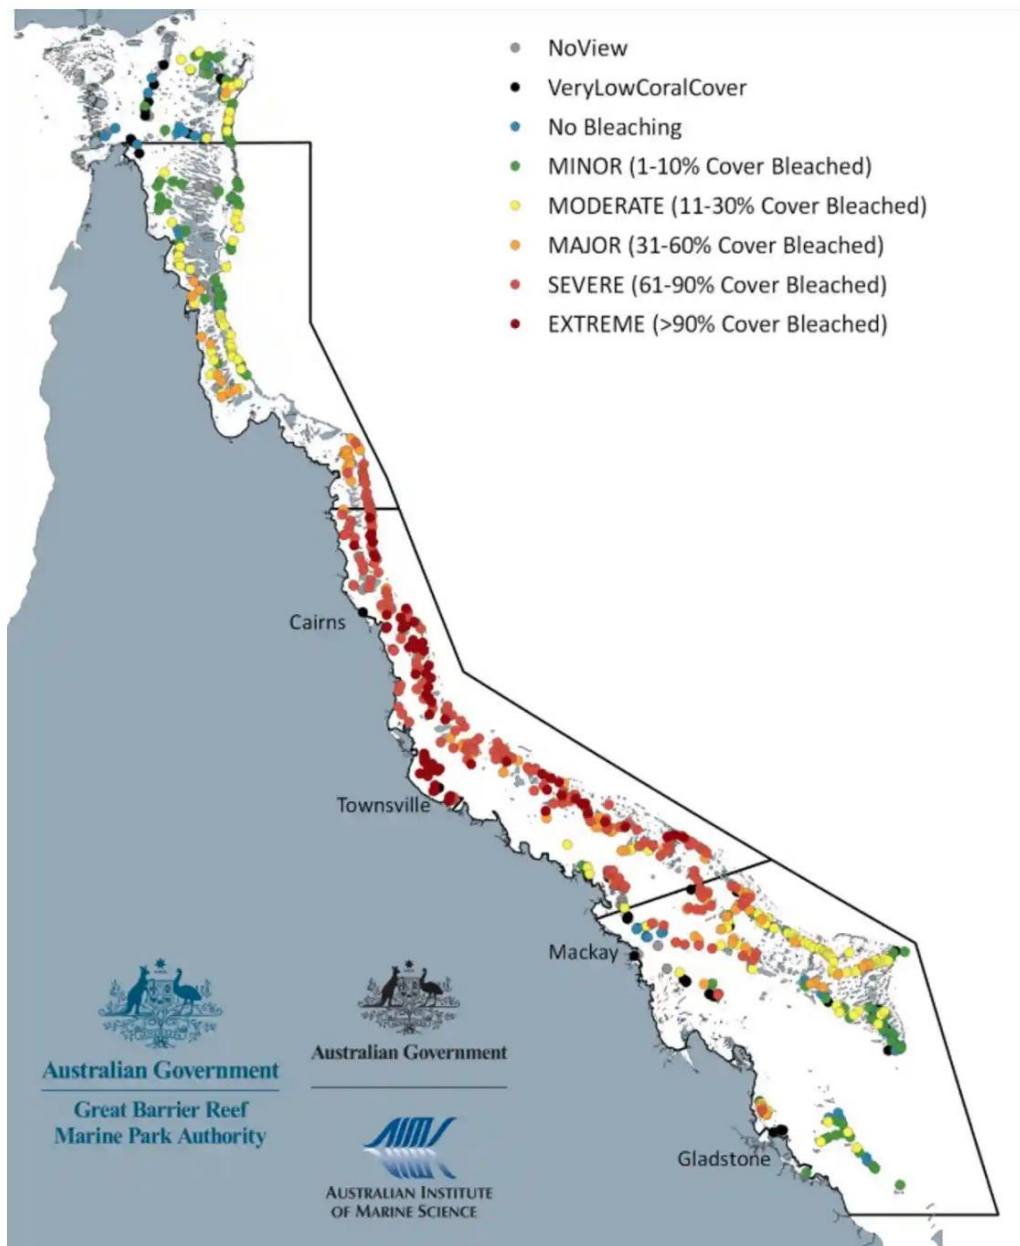 NoView
VeryLowCoralCover
No Bleaching
MINOR (1-10% Cover Bleached)
MODERATE (11-30% Cover Bleached)
MAJOR (31-60% Cover Bleached)
SEVERE (61-90% Cover Bleached)
EXTREME (>90% Cover Bleached)
Cairns
Townsville
Mackay
Gladstone
Australian Government
Great Barrier Reef
Marine Park Authority
Australian Government
AIMS
AUSTRALIAN INSTITUTE
OF MARINE SCIENCE